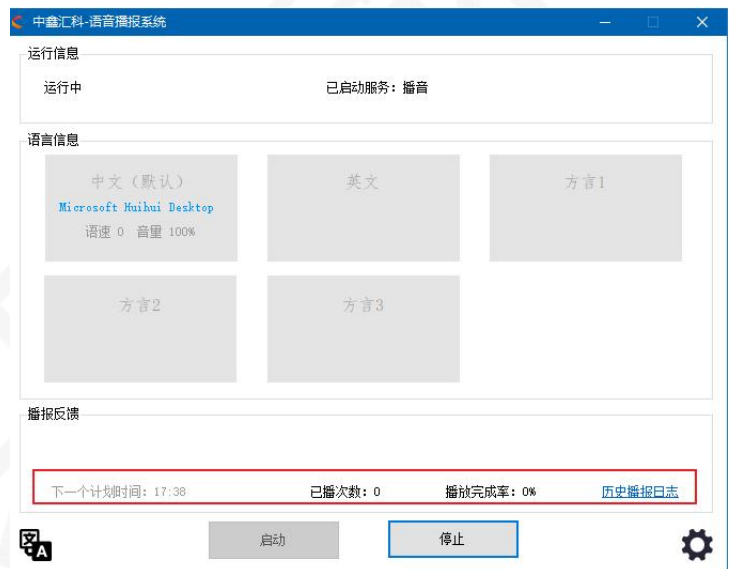 中鑫汇科-语音播报系统
运行信息
运行中 已启动服务：播音
语言信息
中文（默认） 英文 方言1
Microsoft Huihui Desktop
语速 0 音量 100%
方言2 方言3
播报反馈
下一个计划时间：17:38 已播次数：0 播放完成率：0% 历史播报日志
启动 停止
文A